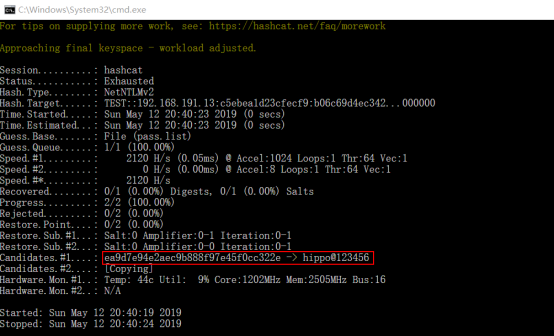 C:\Windows\System32\cmd.exe
For tips on supplying more work, see: https://hashcat.net/faq/morework
Approaching final keyspace - workload adjusted.
Session..........: hashcat
Status...........: Exhausted
Hash.Type........: NetNTLMv2
Hash.Target......: TEST::192.168.191.13:c5ebea1d23cfecf9:b06c69d4ec342...000000
Time.Started.....: Sun May 12 20:40:23 2019 (0 secs)
Time.Estimated...: Sun May 12 20:40:23 2019 (0 secs)
Guess.Base.......: File (pass.list)
Guess.Queue......: 1/1 (100.00%)
Speed.#1.........: 2120 H/s (0.05ms) @ Accel:1024 Loops:1 Thr:64 Vec:1
Speed.#2.........: 0 H/s (0.00ms) @ Accel:8 Loops:1 Thr:64 Vec:1
Speed.#*.........: 2120 H/s
Recovered........: 0/1 (0.00%) Digests, 0/1 (0.00%) Salts
Progress.........: 2/2 (100.00%)
Rejected.........: 0/2 (0.00%)
Restore.Point....: 0/2 (0.00%)
Restore.Sub.#1...: Salt:0 Amplifier:0-1 Iteration:0-1
Restore.Sub.#2...: Salt:0 Amplifier:0-0 Iteration:0-1
Candidates.#1....: ea9d7e94e2aec9b888f97e45f0cc322e -> hippo@123456
Candidates.#2....: [Copying]
Hardware.Mon.#1..: Temp: 44c Util: 9% Core:1202MHz Mem:2505MHz Bus:16
Hardware.Mon.#2..: N/A
Started: Sun May 12 20:40:19 2019
Stopped: Sun May 12 20:40:24 2019